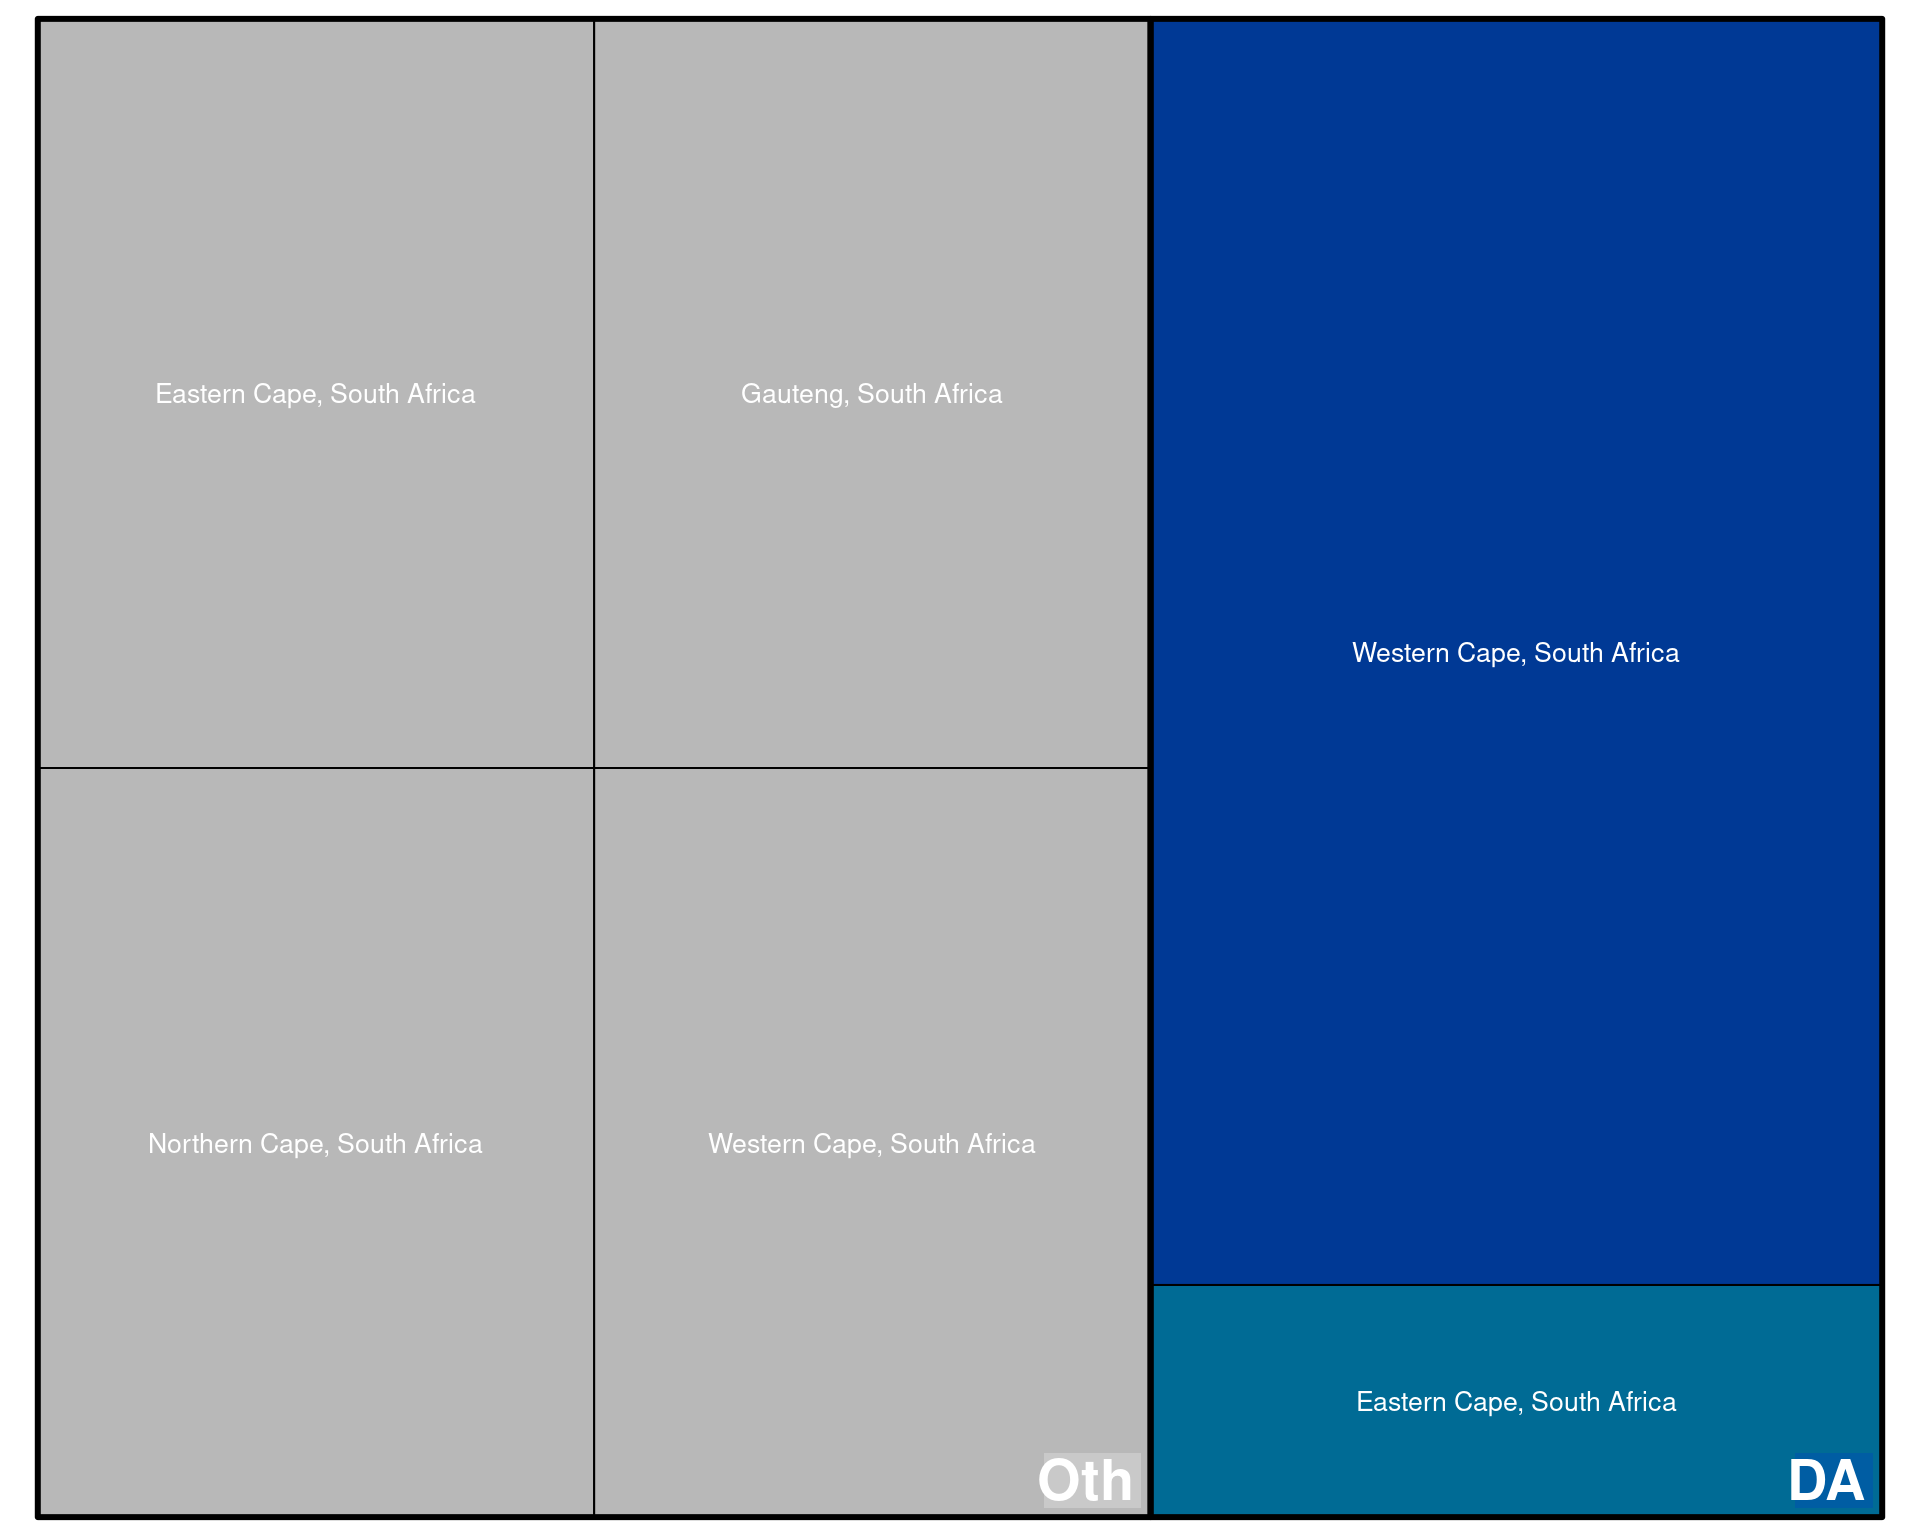 Eastern Cape, South Africa
Gauteng, South Africa
Western Cape, South Africa
Northern Cape, South Africa
Western Cape, South Africa
Eastern Cape, South Africa
Oth
DA